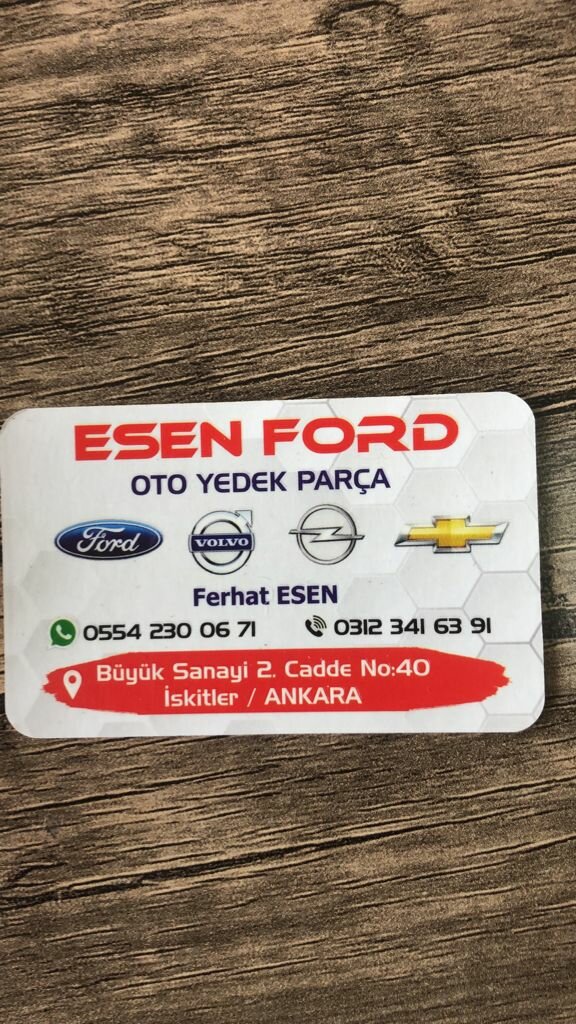 ESEN FORD
OTO YEDEK PARÇA
Ford VOLVO
Ferhat ESEN
0554 230 06 71 0312 341 63 91
Büyük Sanayi 2. Cadde No:40
İskitler / ANKARA